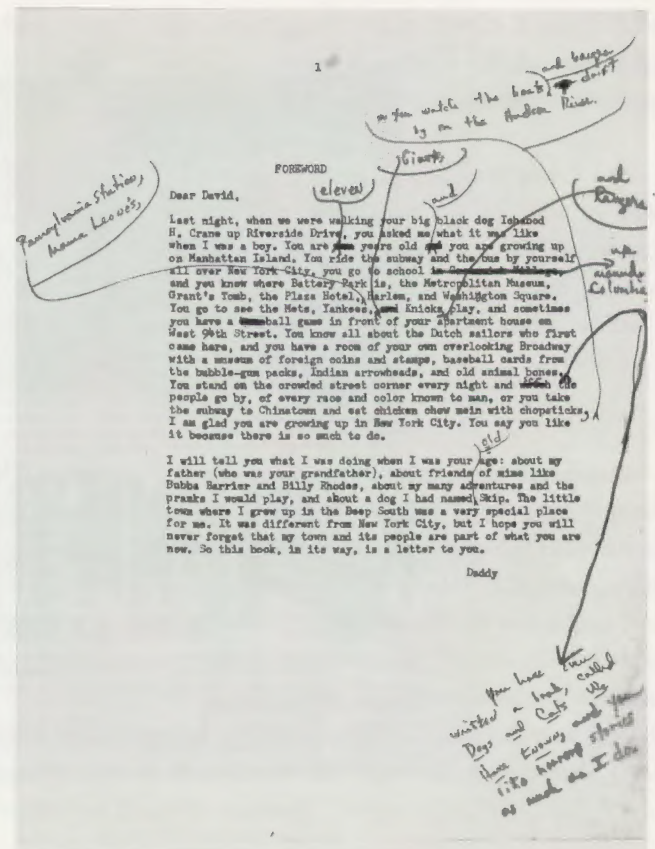 1
and barges
or you watch the boats drift
by on the Hudson River.
Pennsylvania Station,
Mama Leone's,
FOREWORD
Giants,
eleven
and
and
Rangers
Dear David,
Last night, when we were walking your big black dog Ichabod
H. Crane up Riverside Drive, you asked me what it was like
when I was a boy. You are years old you are growing up
on Manhattan Island. You ride the subway and the bus by yourself
all over New York City, you go to school in Greenwich Village,
up
around
Columbia
and you know where Battery Park is, the Metropolitan Museum,
Grant's Tomb, the Plaza Hotel, Harlem, and Washington Square.
You go to see the Mets, Yankees, and Knicks play, and sometimes
you have a ball game in front of your apartment house on
West 94th Street. You know all about the Dutch sailors who first
came here, and you have a room of your own overlooking Broadway
with a museum of foreign coins and stamps, baseball cards from
the bubble-gum packs, Indian arrowheads, and old animal bones.
You stand on the crowded street corner every night and see the
people go by, of every race and color known to man, or you take
the subway to Chinatown and eat chicken chow mein with chopsticks,
I am glad you are growing up in New York City. You say you like
it because there is so much to do.
old
I will tell you what I was doing when I was your age: about my
father (who was your grandfather), about friends of mine like
Bubba Barrier and Billy Rhodes, about my many adventures and the
pranks I would play, and about a dog I had named Skip. The little
town where I grew up in the Deep South was a very special place
for me. It was different from New York City, but I hope you will
never forget that my town and its people are part of what you are
now. So this book, in its way, is a letter to you.
Daddy
you have even
written a book, called
Dogs and Cats We
Have Known, and you
like hearing stories
as much as I do.